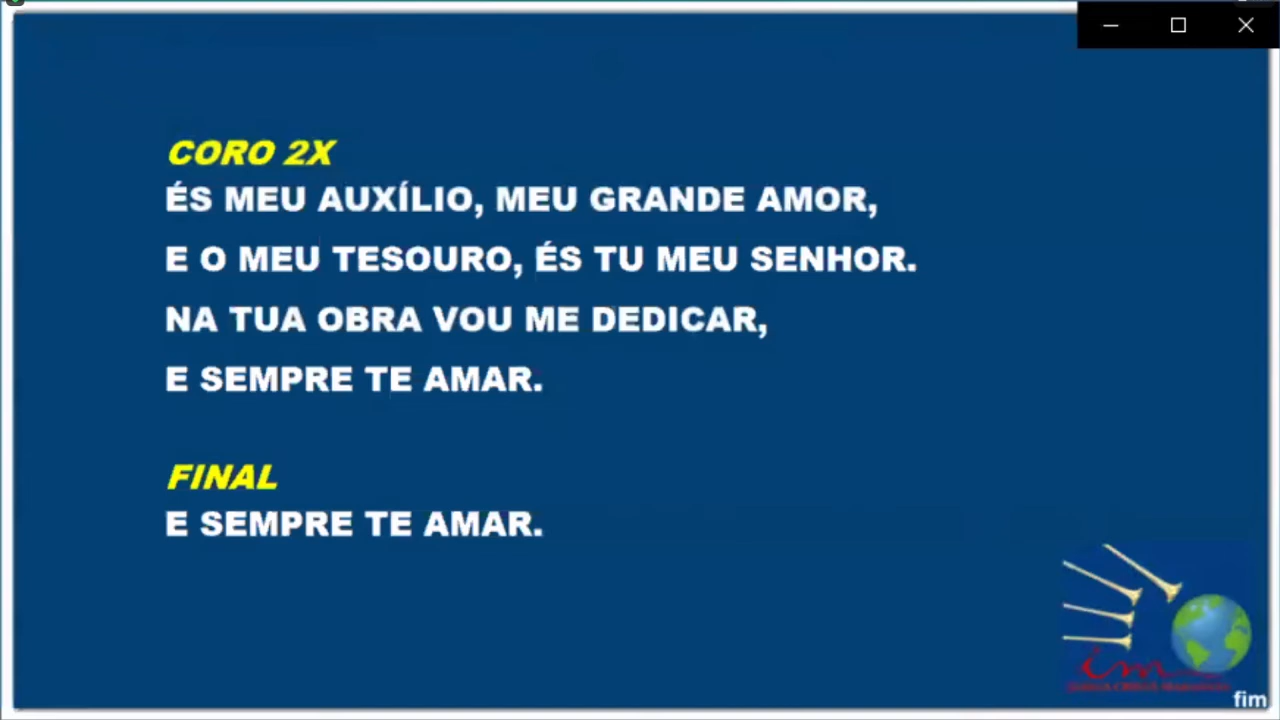 CORO 2X
ÉS MEU AUXÍLIO, MEU GRANDE AMOR,
E O MEU TESOURO, ÉS TU MEU SENHOR.
NA TUA OBRA VOU ME DEDICAR,
E SEMPRE TE AMAR.
FINAL
E SEMPRE TE AMAR.
fim